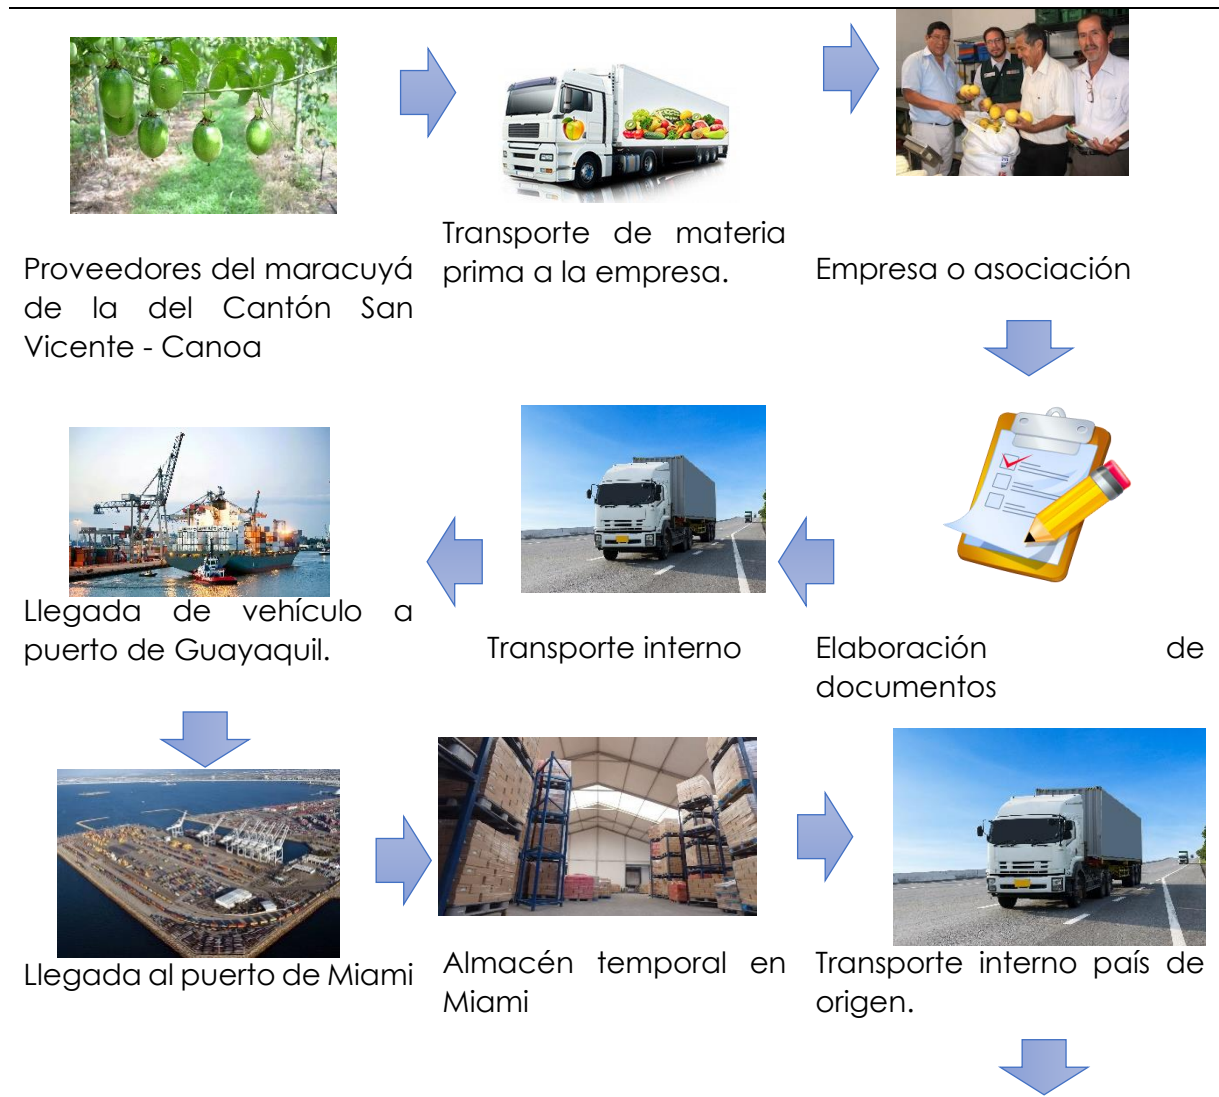 Proveedores del maracuyá
de la del Cantón San
Vicente - Canoa
Transporte de materia
prima a la empresa.
Empresa o asociación
Elaboración de
documentos
Transporte interno
Llegada de vehículo a
puerto de Guayaquil.
Llegada al puerto de Miami
Almacén temporal en
Miami
Transporte interno país de
origen.